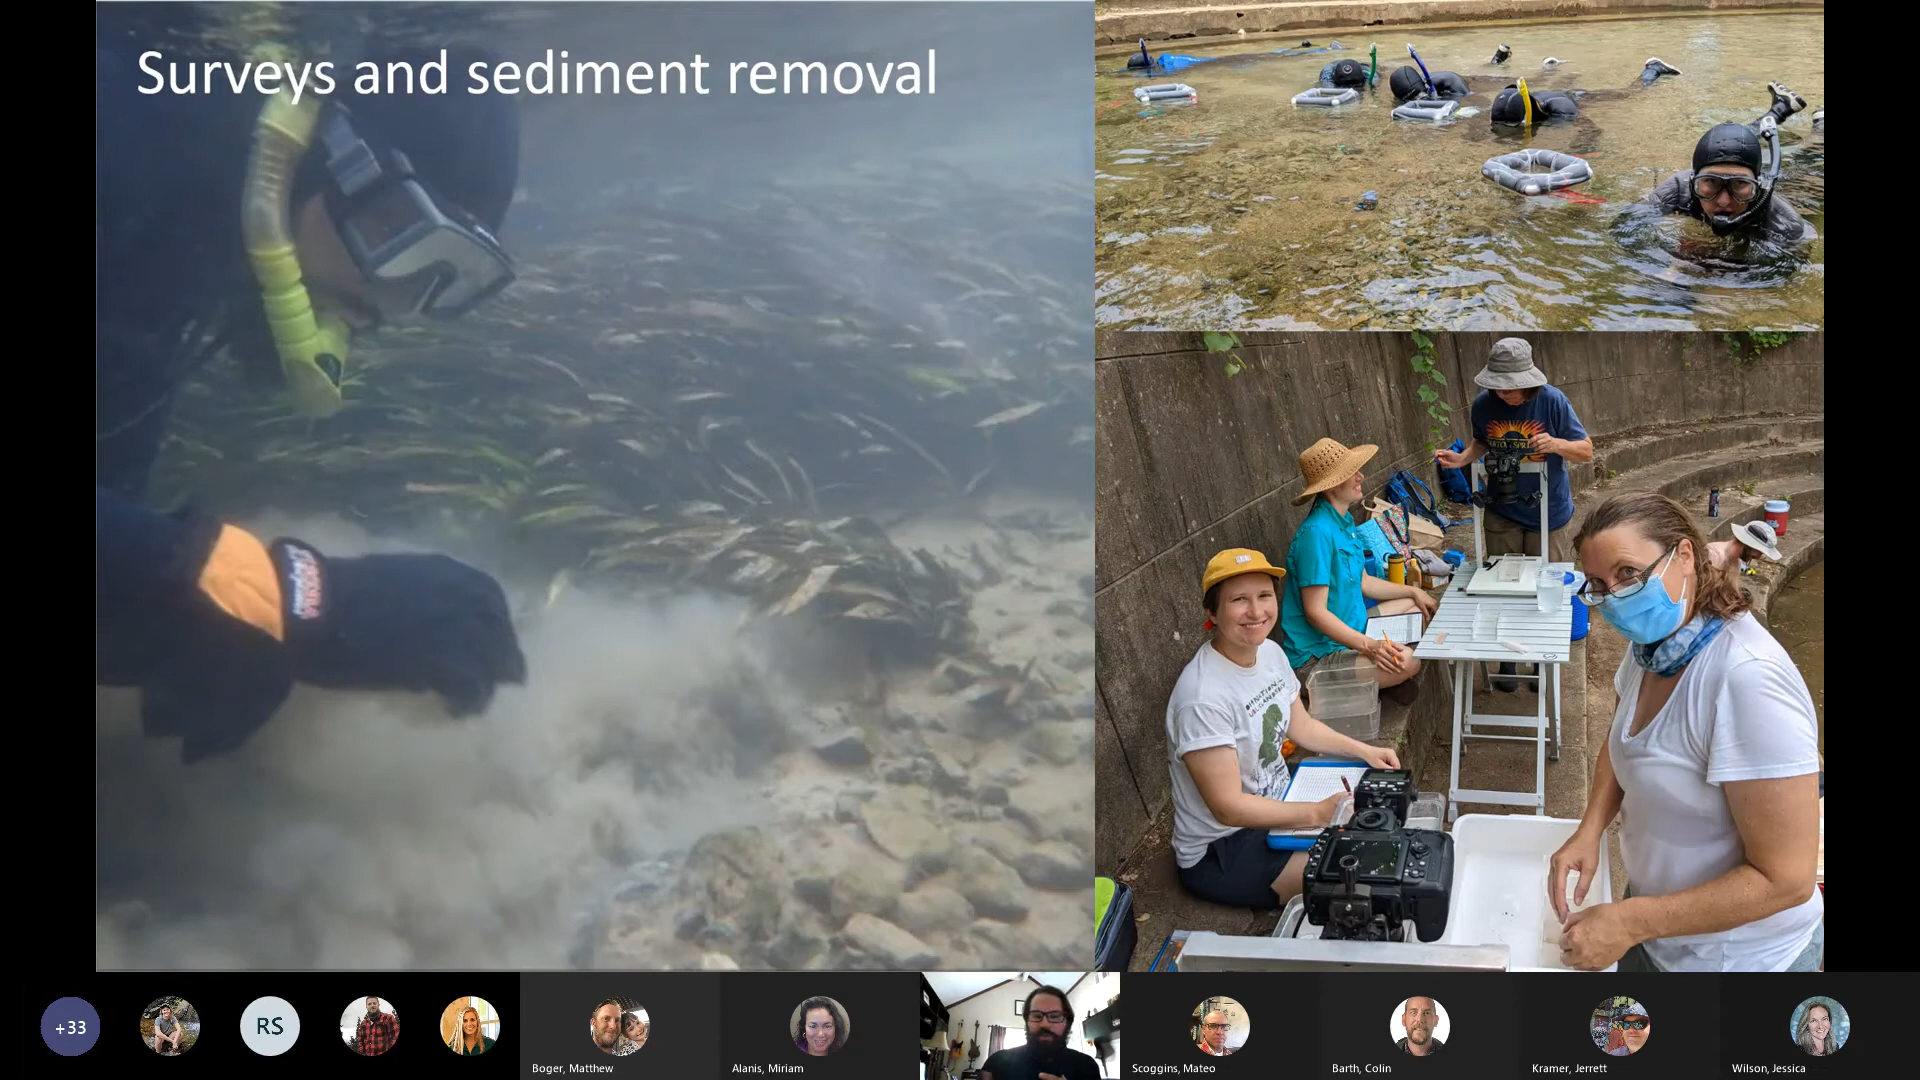 Surveys and sediment removal
+33
RS
Boger, Matthew
Alanis, Miriam
Scoggins, Mateo
Barth, Colin
Kramer, Jerrett
Wilson, Jessica